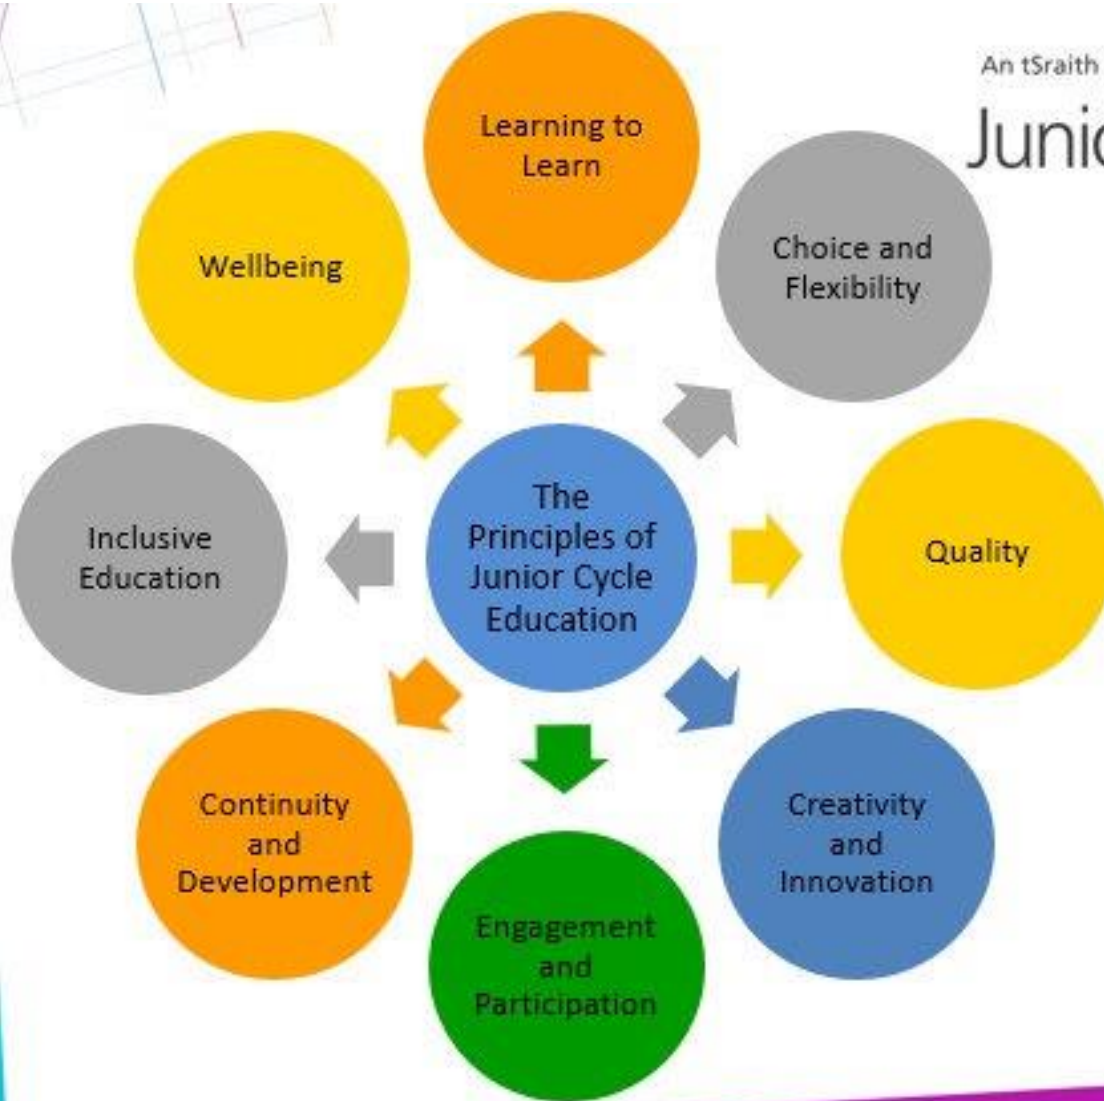 An tSraith
Learning to
Learn
Choice and
Flexibility
Wellbeing
The
Principles of
Junior Cycle
Education
Quality
Inclusive
Education
Creativity
and
Innovation
Continuity
and
Development
Engagement
and
Participation